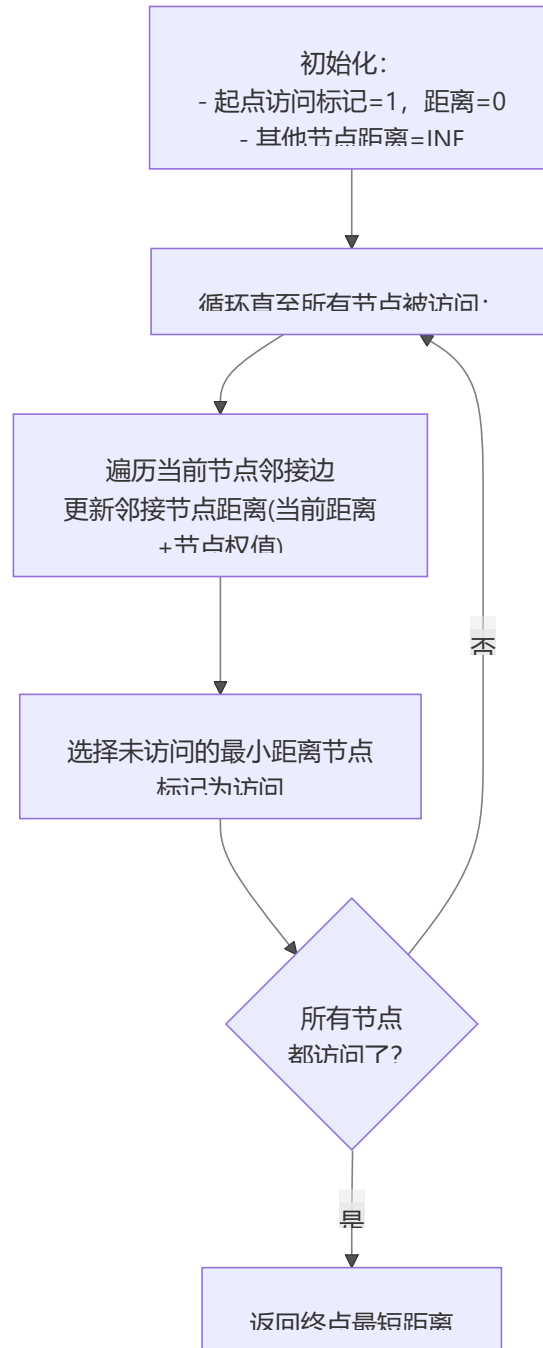 初始化：
- 起点访问标记=1，距离=0
- 其他节点距离=INF
循环直至所有节点被访问：
遍历当前节点邻接边
更新邻接节点距离(当前距离
+节点权值)
否
选择未访问的最小距离节点
标记为访问
所有节点
都访问了？
是
返回终点最短距离